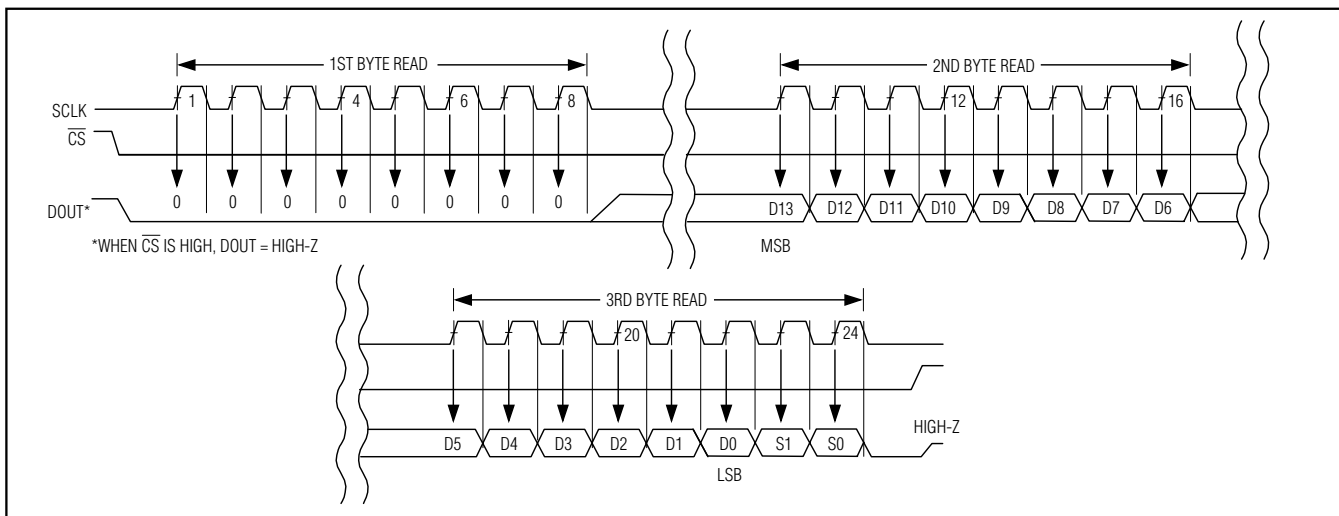 1ST BYTE READ
2ND BYTE READ
SCLK
1
4
6
8
12
16
CS
0 0 0 0 0 0 0 0
DOUT*
D13 D12 D11 D10 D9 D8 D7 D6
*WHEN CS IS HIGH, DOUT = HIGH-Z
MSB
3RD BYTE READ
20
24
D5 D4 D3 D2 D1 D0 S1 S0
HIGH-Z
LSB